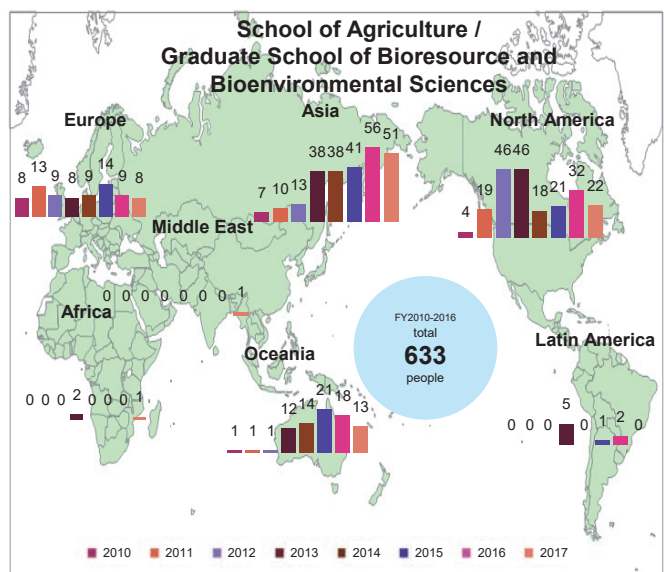 School of Agriculture /
Graduate School of Bioresource and
Bioenvironmental Sciences
Europe
8 13 9 8 9 14 9 8
Asia
7 10 13 38 38 41 56 51
North America
4 19 46 46 18 21 32 22
Middle East
0 0 0 0 0 0 0 1
Africa
0 0 0 2 0 0 0 1
Oceania
1 1 1 12 14 21 18 13
FY2010-2016
total
633
people
Latin America
0 0 0 5 0 1 2 0
2010 2011 2012 2013 2014 2015 2016 2017